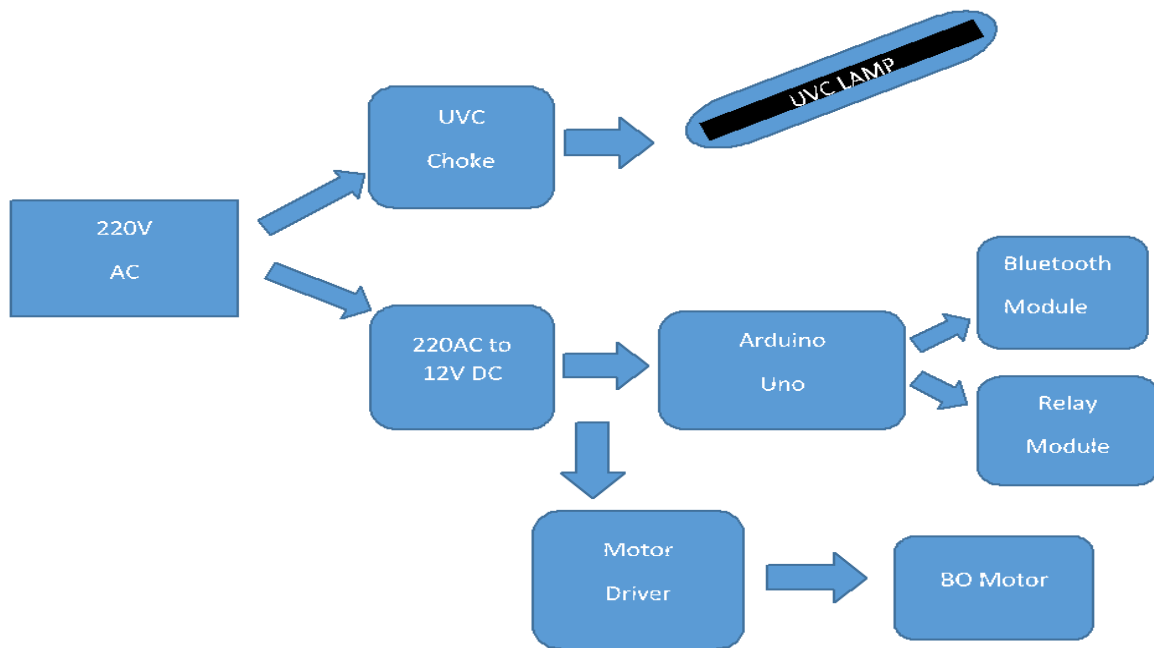 UVC LAMP
UVC
Choke
220V
AC
Bluetooth
Module
220AC to
12V DC
Arduino
Uno
Relay
Module
Motor
Driver
BO Motor